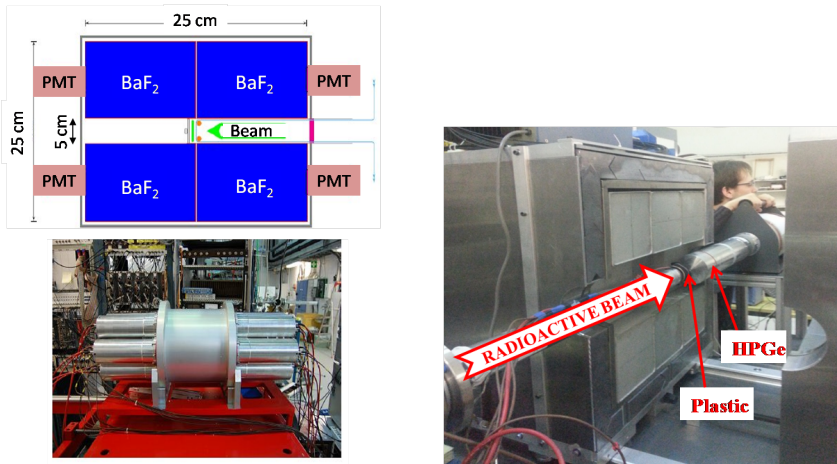 25 cm
PMT
BaF2
BaF2
PMT
25 cm
5 cm
Beam
PMT
BaF2
BaF2
PMT
RADIOACTIVE BEAM
HPGe
Plastic